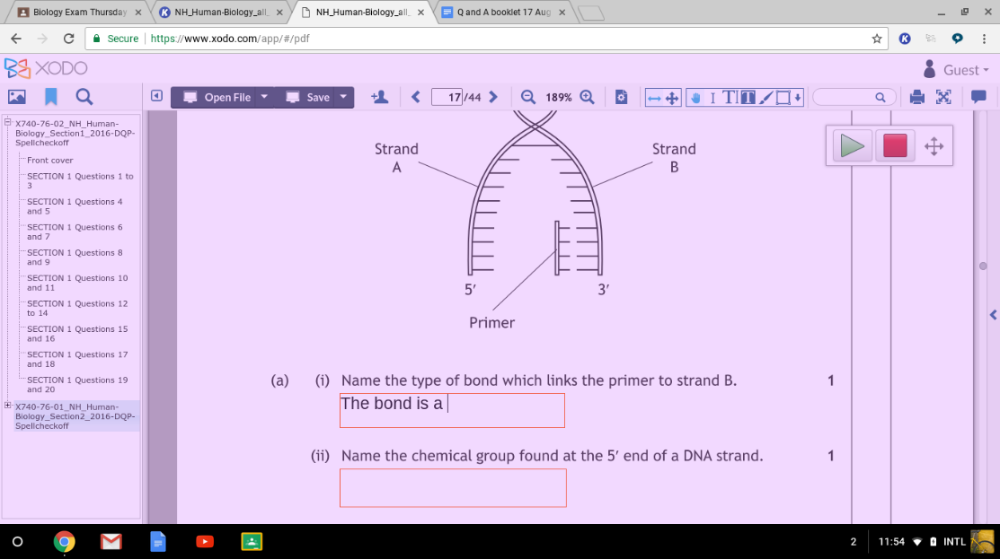 Biology Exam Thursday
NH_Human-Biology_all_
NH_Human-Biology_all_
Q and A booklet 17 Aug
Secure https://www.xodo.com/app/#/pdf
XODO
Guest
Open File
Save
17 /44
189%
X740-76-02_NH_Human-
Biology_Section1_2016-DQP-
Spellcheckoff
Front cover
SECTION 1 Questions 1 to
3
SECTION 1 Questions 4
and 5
SECTION 1 Questions 6
and 7
SECTION 1 Questions 8
and 9
SECTION 1 Questions 10
and 11
SECTION 1 Questions 12
to 14
SECTION 1 Questions 15
and 16
SECTION 1 Questions 17
and 18
SECTION 1 Questions 19
and 20
X740-76-01_NH_Human-
Biology_Section2_2016-DQP-
Spellcheckoff
Strand
A
Strand
B
5′
3′
Primer
(a) (i) Name the type of bond which links the primer to strand B. 1
The bond is a
(ii) Name the chemical group found at the 5′ end of a DNA strand. 1
2 11:54 INTL